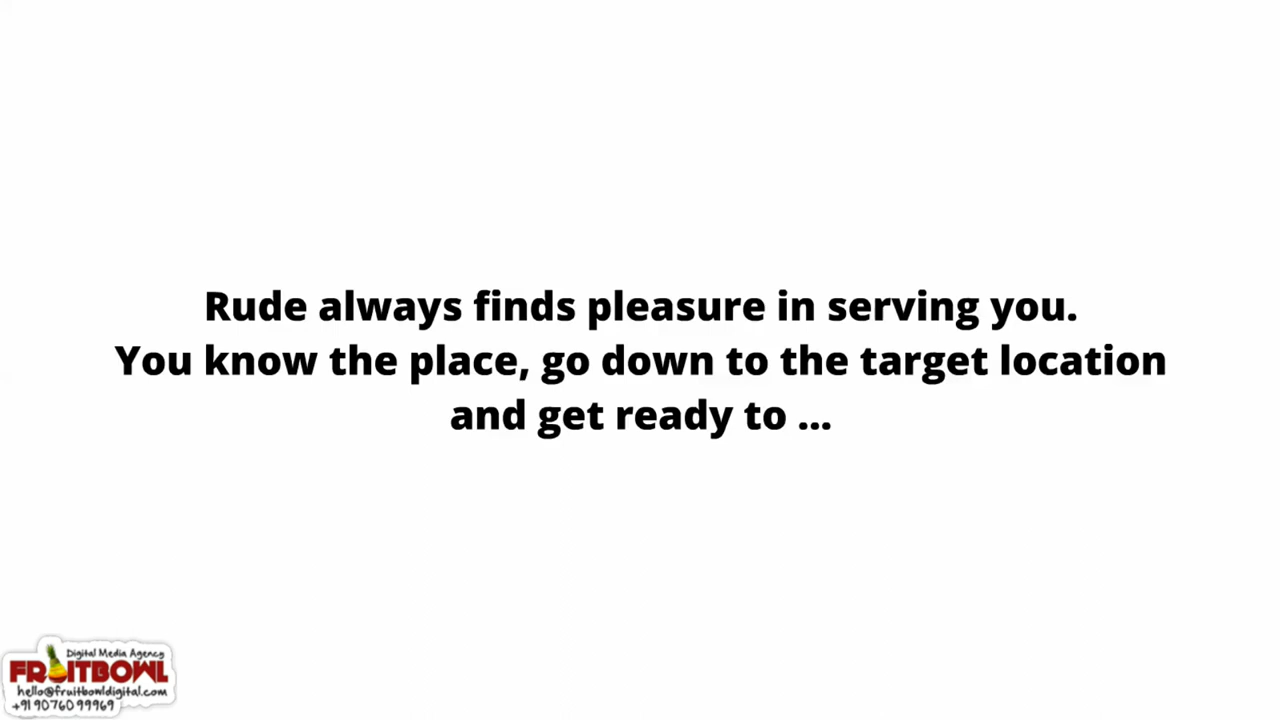 Rude always finds pleasure in serving you.
You know the place, go down to the target location
and get ready to ...
Digital Media Agency
FRUITBOWL
hello@fruitbowldigital.com
+91 90760 99969